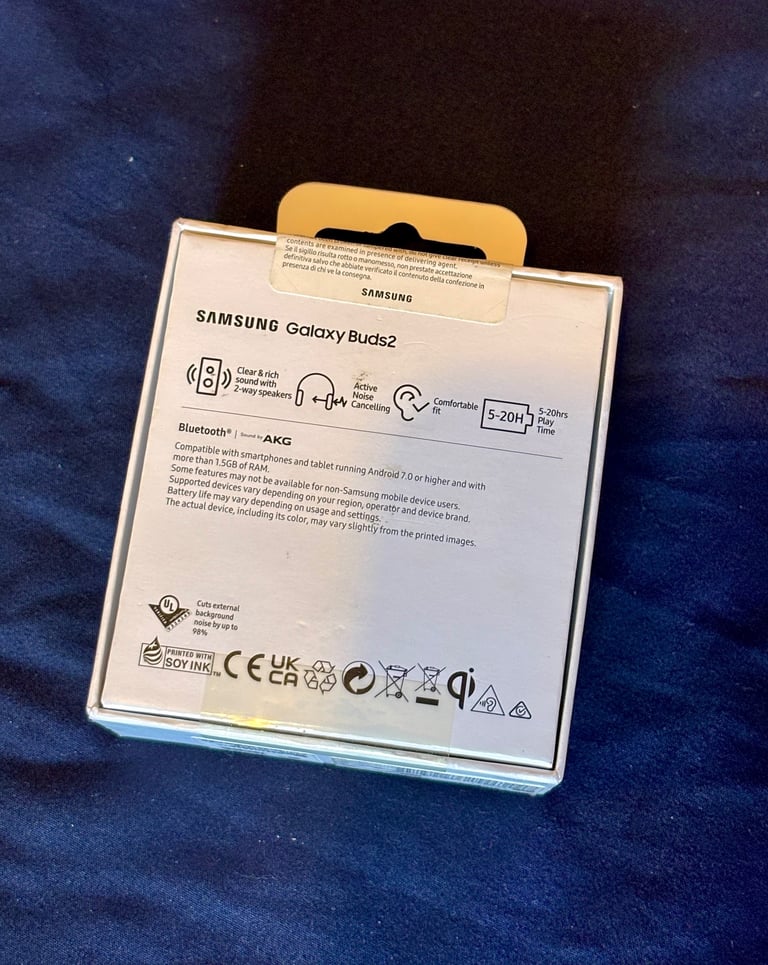 contents are examined in presence of delivering agent.
Se il sigillo risulta rotto o manomesso, non prestate accettazione
definitiva salvo che abbiate verificato il contenuto della confezione in
presenza di chi ve la consegna.
SAMSUNG
SAMSUNG Galaxy Buds2
Clear & rich
sound with
2-way speakers
Active
Noise
Cancelling
Comfortable
fit
5-20H
5-20hrs
Play
Time
Bluetooth® | Sound by AKG
Compatible with smartphones and tablet running Android 7.0 or higher and with
more than 1.5GB of RAM.
Some features may not be available for non-Samsung mobile device users.
Supported devices vary depending on your region, operator and device brand.
Battery life may vary depending on usage and settings.
The actual device, including its color, may vary slightly from the printed images.
UL
Cuts external
background
noise by up to
98%
PRINTED WITH
SOY INK™
CE
UK
CA
qi